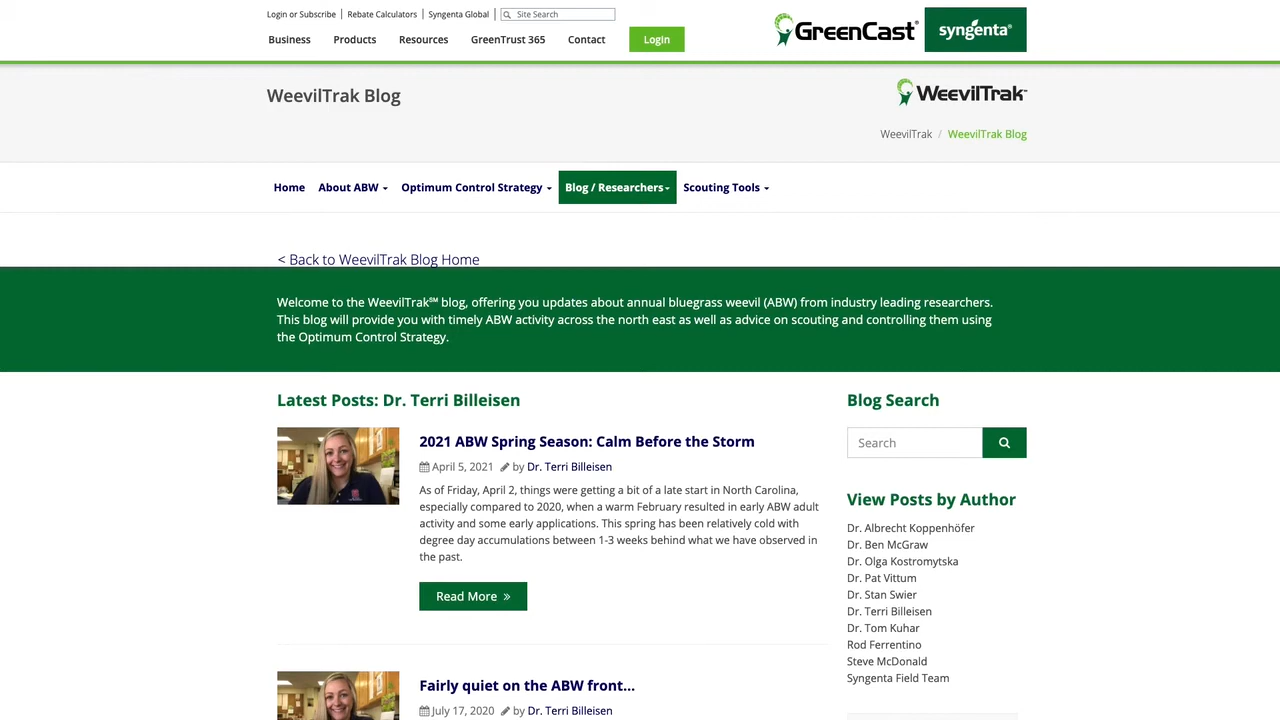 Login or Subscribe | Rebate Calculators | Syngenta Global | Site Search
Business Products Resources GreenTrust 365 Contact Login
GreenCast® syngenta®
WeevilTrak Blog
WeevilTrak℠
WeevilTrak / WeevilTrak Blog
Home About ABW Optimum Control Strategy Blog / Researchers Scouting Tools
< Back to WeevilTrak Blog Home
Welcome to the WeevilTrak℠ blog, offering you updates about annual bluegrass weevil (ABW) from industry leading researchers.
This blog will provide you with timely ABW activity across the north east as well as advice on scouting and controlling them using
the Optimum Control Strategy.
Latest Posts: Dr. Terri Billeisen
2021 ABW Spring Season: Calm Before the Storm
April 5, 2021 by Dr. Terri Billeisen
As of Friday, April 2, things were getting a bit of a late start in North Carolina,
especially compared to 2020, when a warm February resulted in early ABW adult
activity and some early applications. This spring has been relatively cold with
degree day accumulations between 1-3 weeks behind what we have observed in
the past.
Read More »
Fairly quiet on the ABW front...
July 17, 2020 by Dr. Terri Billeisen
Blog Search
Search
View Posts by Author
Dr. Albrecht Koppenhöfer
Dr. Ben McGraw
Dr. Olga Kostromytska
Dr. Pat Vittum
Dr. Stan Swier
Dr. Terri Billeisen
Dr. Tom Kuhar
Rod Ferrentino
Steve McDonald
Syngenta Field Team